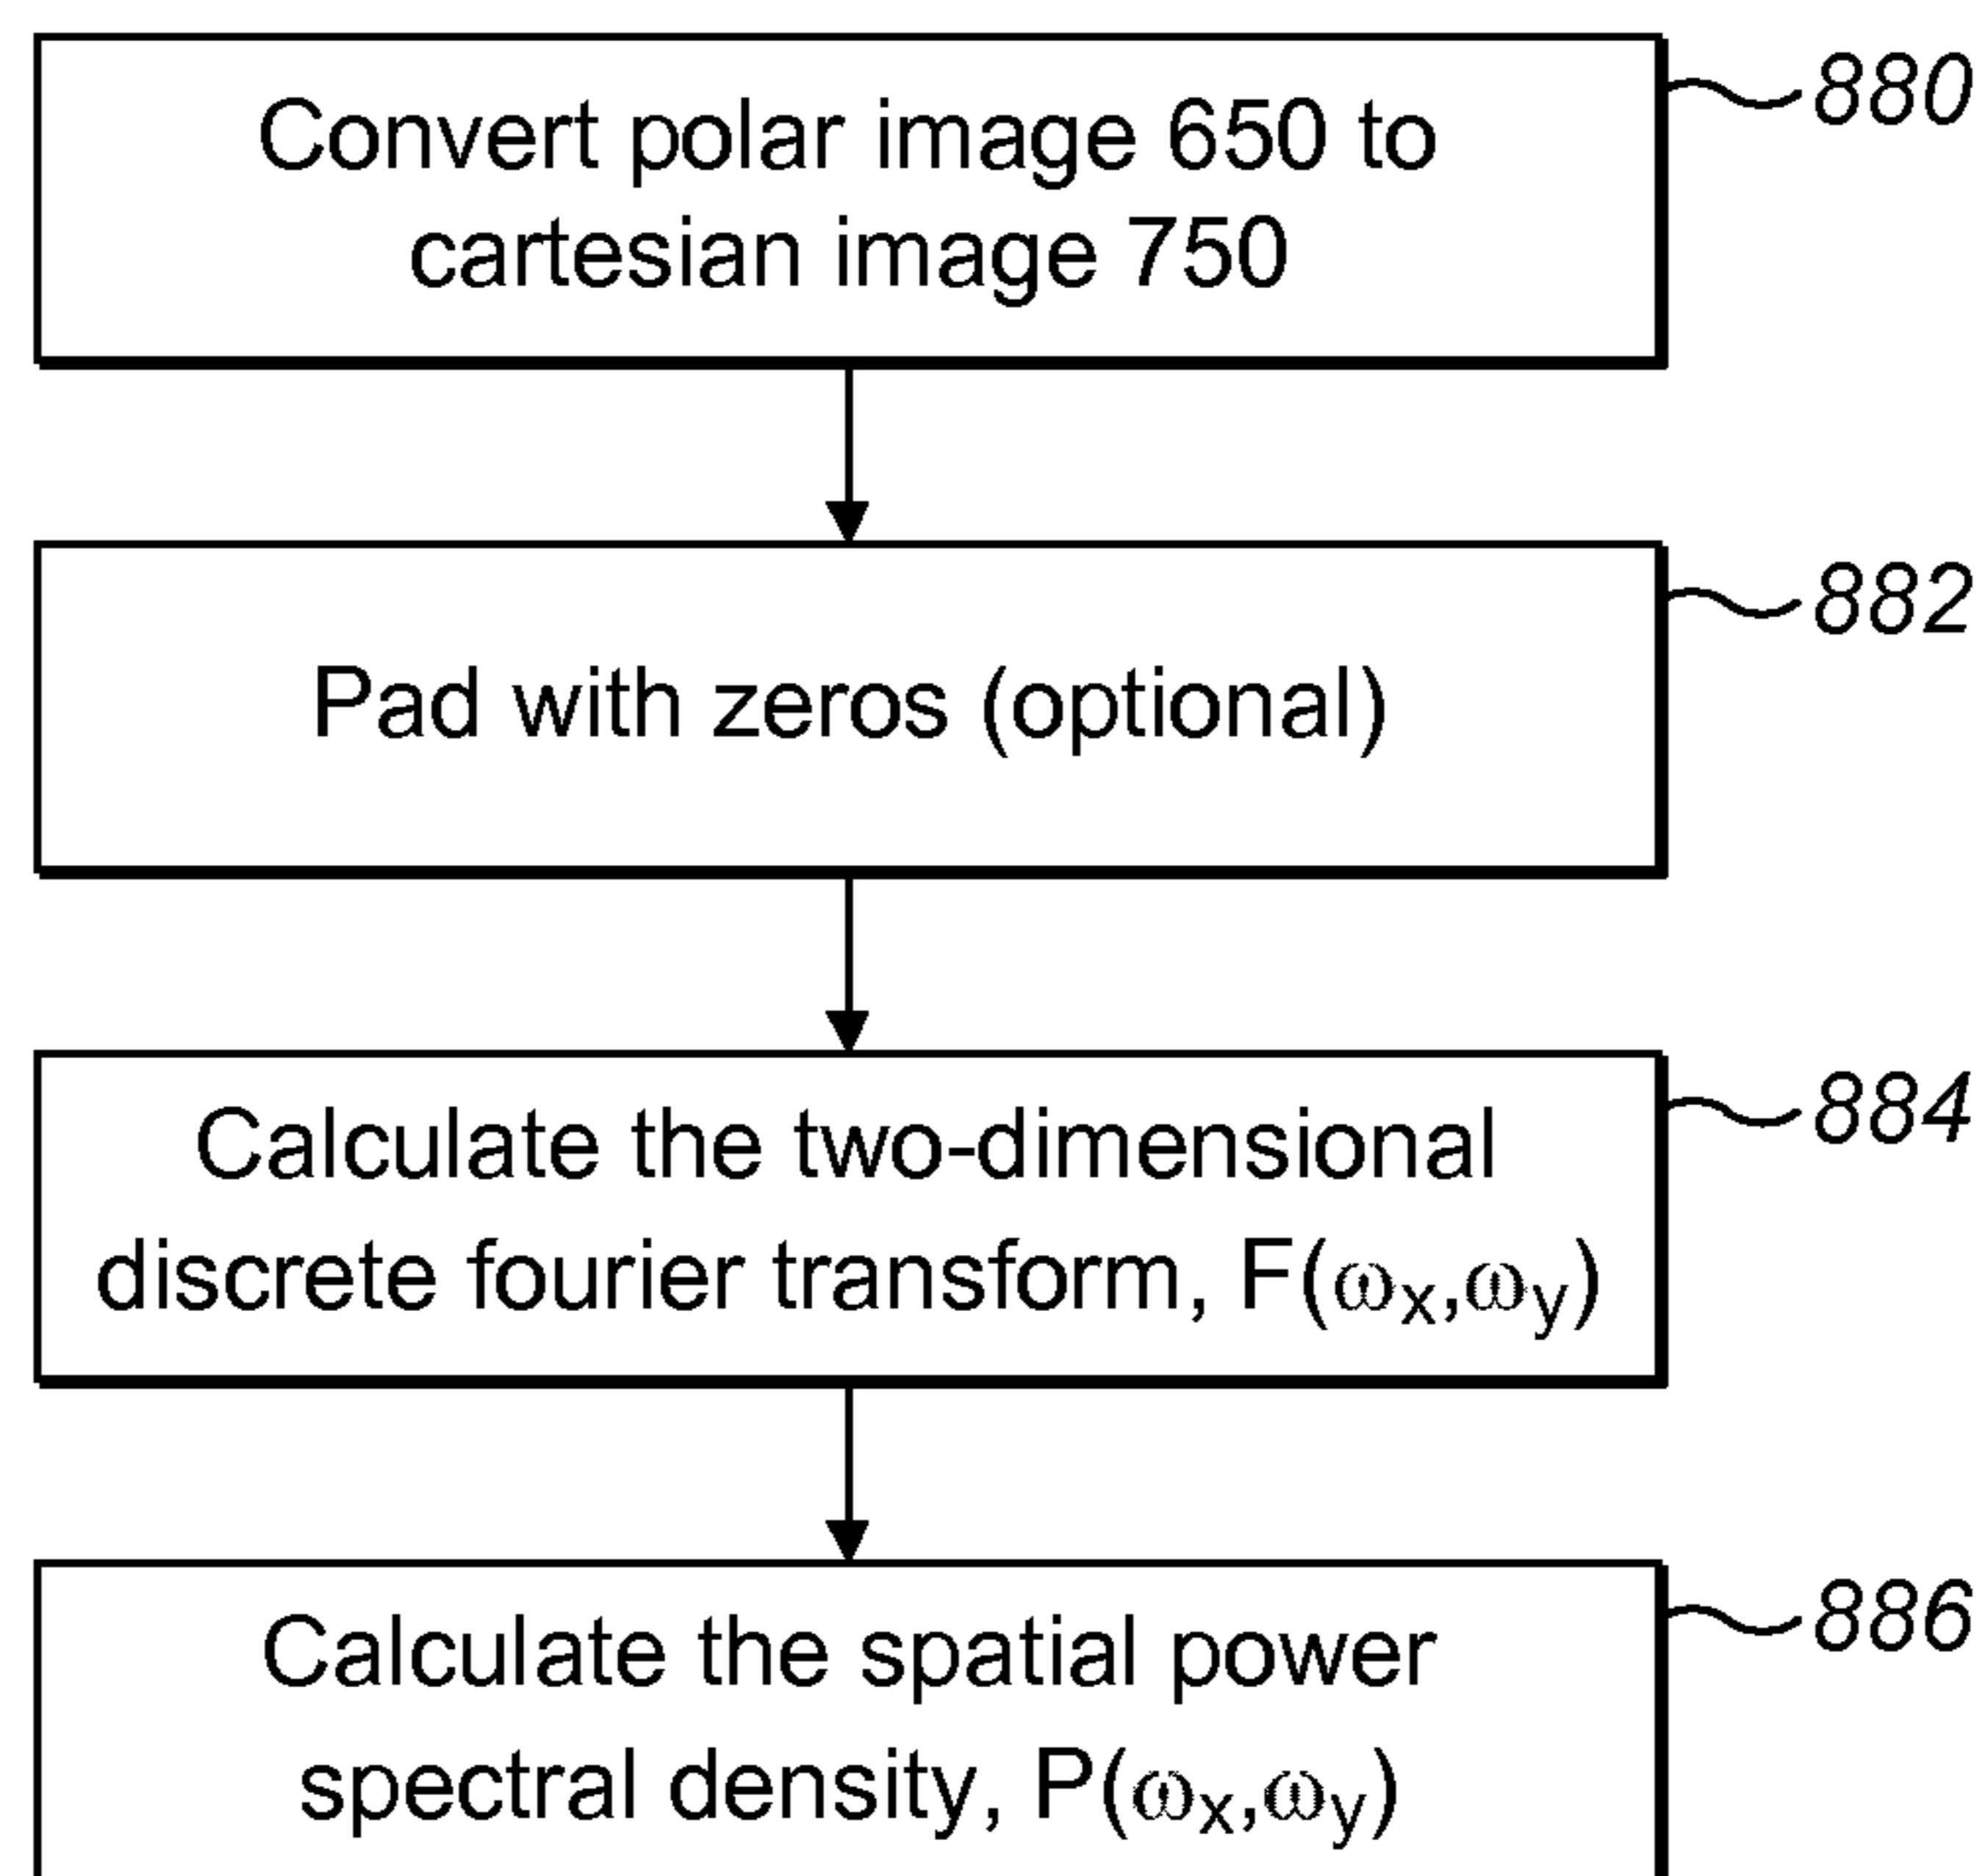 Convert polar image 650 to
cartesian image 750
880
Pad with zeros (optional)
882
Calculate the two-dimensional
discrete fourier transform, F(ωx,ωy)
884
Calculate the spatial power
spectral density, P(ωx,ωy)
886